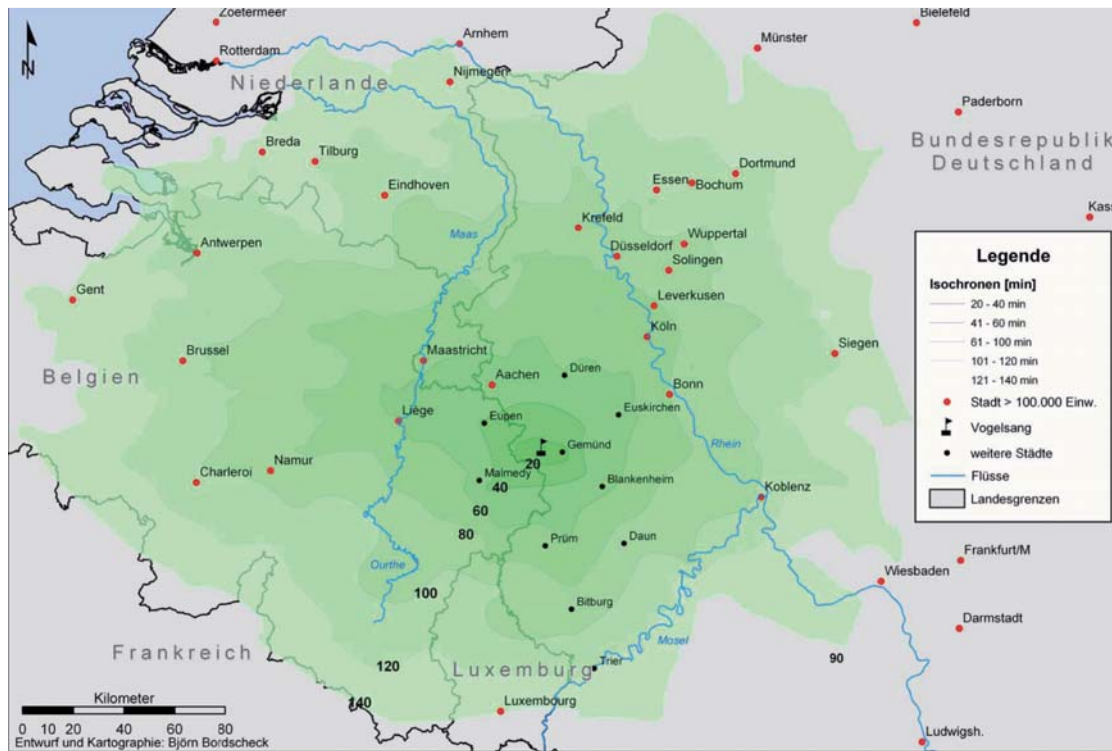 Zoetermeer
Bielefeld
Arnhem
Münster
Rotterdam
N
Nijmegen
Niederlande
Paderborn
Bundesrepublik
Deutschland
Breda
Tilburg
Dortmund
Essen
Bochum
Eindhoven
Kass
Krefeld
Maas
Wuppertal
Antwerpen
Düsseldorf
Solingen
Gent
Leverkusen
Köln
Siegen
Brussel
Maastricht
Belgien
Aachen
Düren
Bonn
Liège
Eupen
Euskirchen
Rhein
Gemünd
20
Namur
Charleroi
Malmedy
40
Blankenheim
Koblenz
60
80
Prüm
Daun
Ourthe
100
Bitburg
Wiesbaden
Frankfurt/M
Darmstadt
Mosel
Frankreich
120
Luxemburg
Trier
90
140
Luxembourg
Ludwigsh.
Legende
Isochronen [min]
20 - 40 min
41 - 60 min
61 - 100 min
101 - 120 min
121 - 140 min
Stadt > 100.000 Einw.
Vogelsang
weitere Städte
Flüsse
Landesgrenzen
Kilometer
0 10 20 40 60 80
Entwurf und Kartographie: Björn Bordscheck